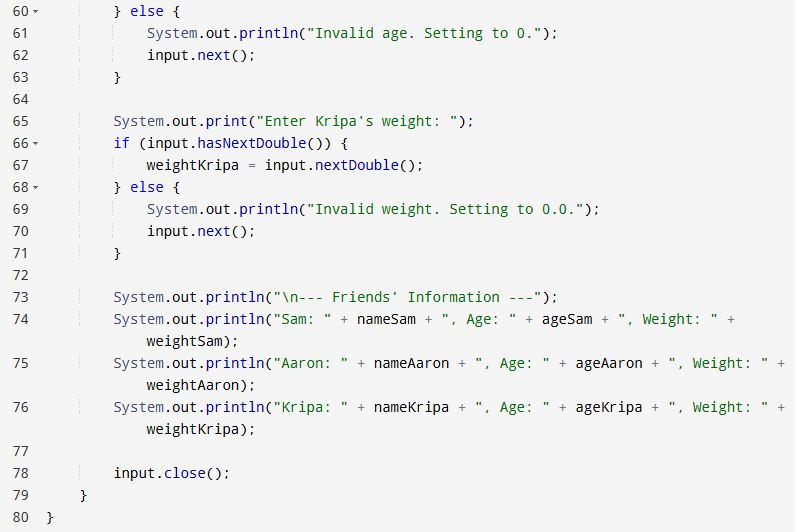 60 } else {
61 System.out.println("Invalid age. Setting to 0.");
62 input.next();
63 }
64
65 System.out.print("Enter Kripa's weight: ");
66 if (input.hasNextDouble()) {
67 weightKripa = input.nextDouble();
68 } else {
69 System.out.println("Invalid weight. Setting to 0.0.");
70 input.next();
71 }
72
73 System.out.println("\n--- Friends' Information ---");
74 System.out.println("Sam: " + nameSam + ", Age: " + ageSam + ", Weight: " +
weightSam);
75 System.out.println("Aaron: " + nameAaron + ", Age: " + ageAaron + ", Weight: " +
weightAaron);
76 System.out.println("Kripa: " + nameKripa + ", Age: " + ageKripa + ", Weight: " +
weightKripa);
77
78 input.close();
79 }
80 }